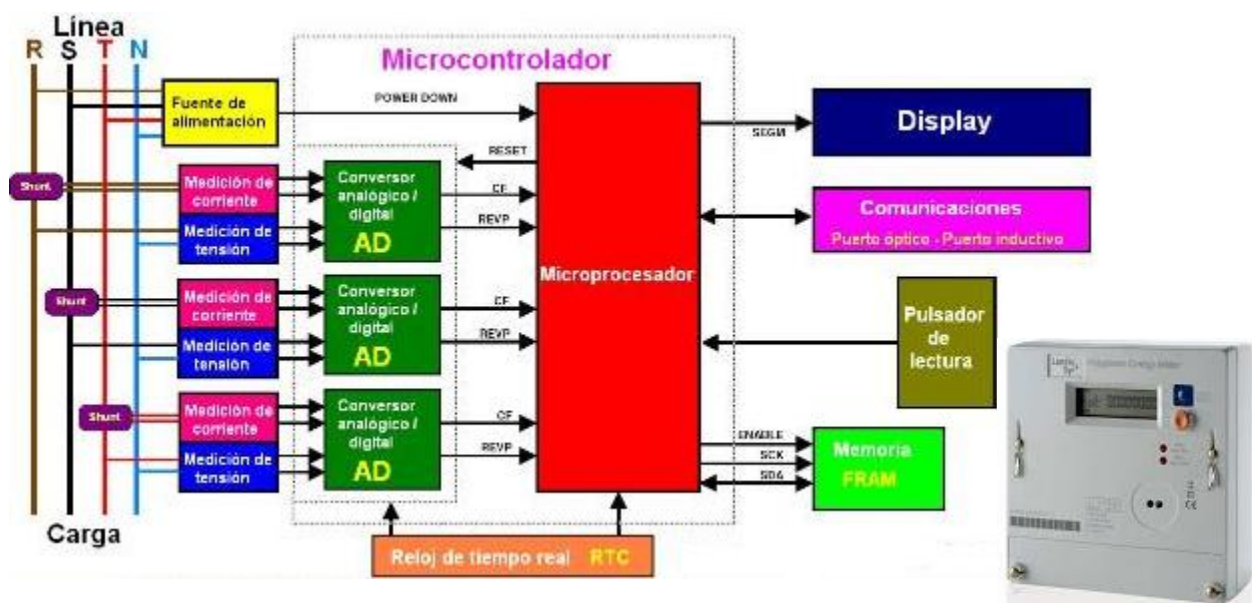 Línea
R S T N
Microcontrolador
Fuente de
alimentación
POWER DOWN
SEGM
Display
RESET
Shunt
Medición de
corriente
Medición de
tensión
Conversor
analógico /
digital
AD
CF
REVP
Comunicaciones
Puerto óptico - Puerto inductivo
Microprocesador
Shunt
Medición de
corriente
Medición de
tensión
Conversor
analógico /
digital
AD
CF
REVP
Pulsador
de
lectura
Shunt
Medición de
corriente
Medición de
tensión
Conversor
analógico /
digital
AD
CF
REVP
ENABLE
SCK
SDA
Memoria
FRAM
Carga
Reloj de tiempo real RTC